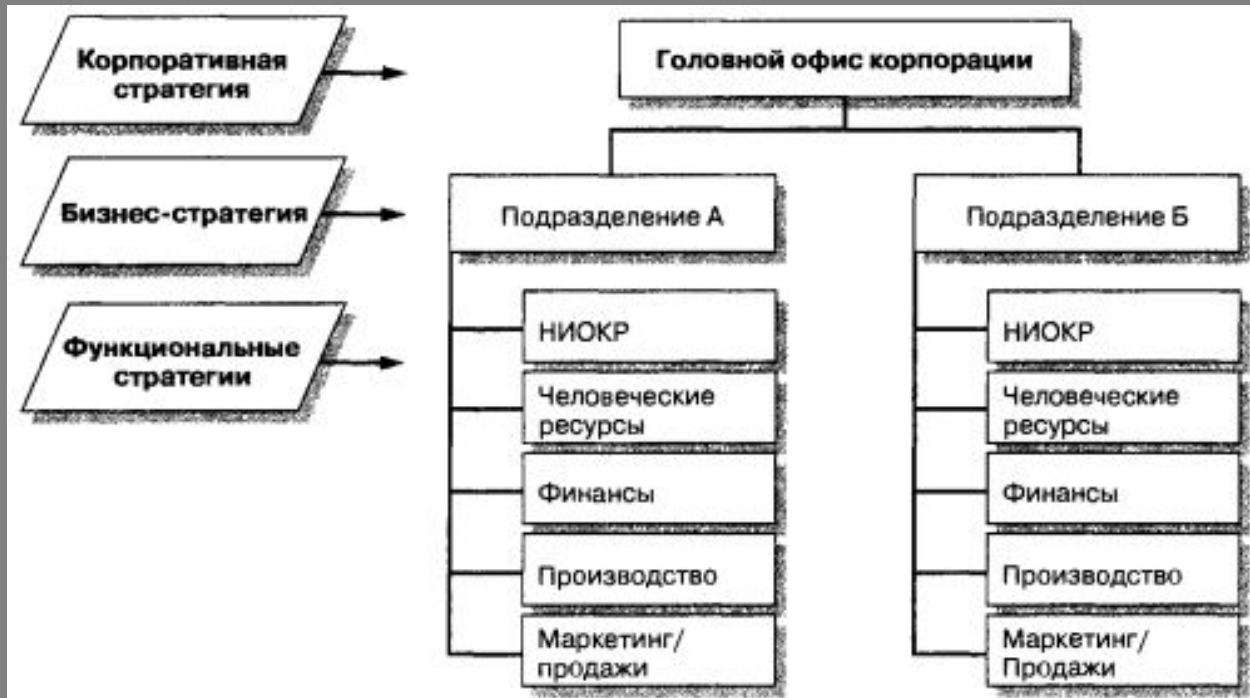 Корпоративная
стратегия
Бизнес-стратегия
Функциональные
стратегии
Головной офис корпорации
Подразделение А
НИОКР
Человеческие
ресурсы
Финансы
Производство
Маркетинг/
продажи
Подразделение Б
НИОКР
Человеческие
ресурсы
Финансы
Производство
Маркетинг/
Продажи